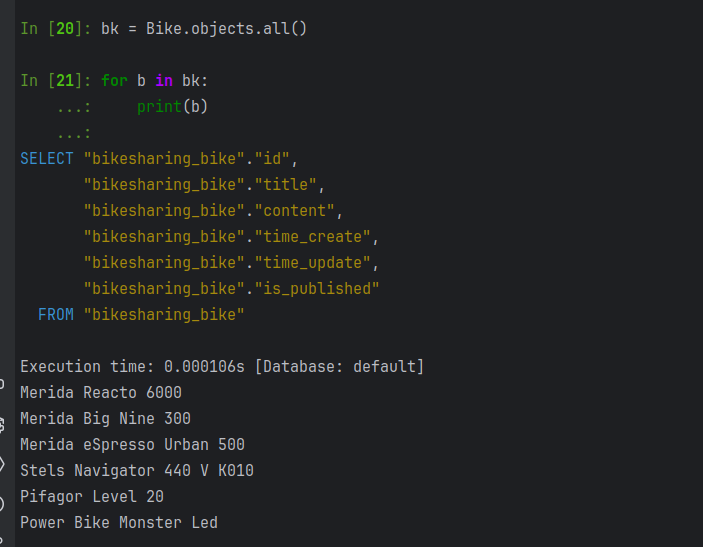 In [20]: bk = Bike.objects.all()
In [21]: for b in bk:
...: print(b)
...:
SELECT "bikesharing_bike"."id",
"bikesharing_bike"."title",
"bikesharing_bike"."content",
"bikesharing_bike"."time_create",
"bikesharing_bike"."time_update",
"bikesharing_bike"."is_published"
FROM "bikesharing_bike"
Execution time: 0.000106s [Database: default]
Merida Reacto 6000
Merida Big Nine 300
Merida eSpresso Urban 500
Stels Navigator 440 V K010
Pifagor Level 20
Power Bike Monster Led